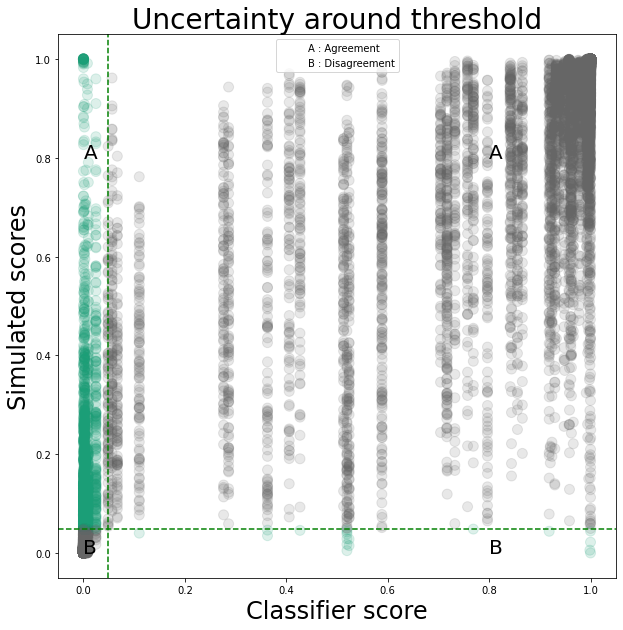 Uncertainty around threshold
A : Agreement
B : Disagreement
1.0
0.8
0.6
0.4
0.2
0.0
Simulated scores
A
A
B
B
0.0
0.2
0.4
0.6
0.8
1.0
Classifier score